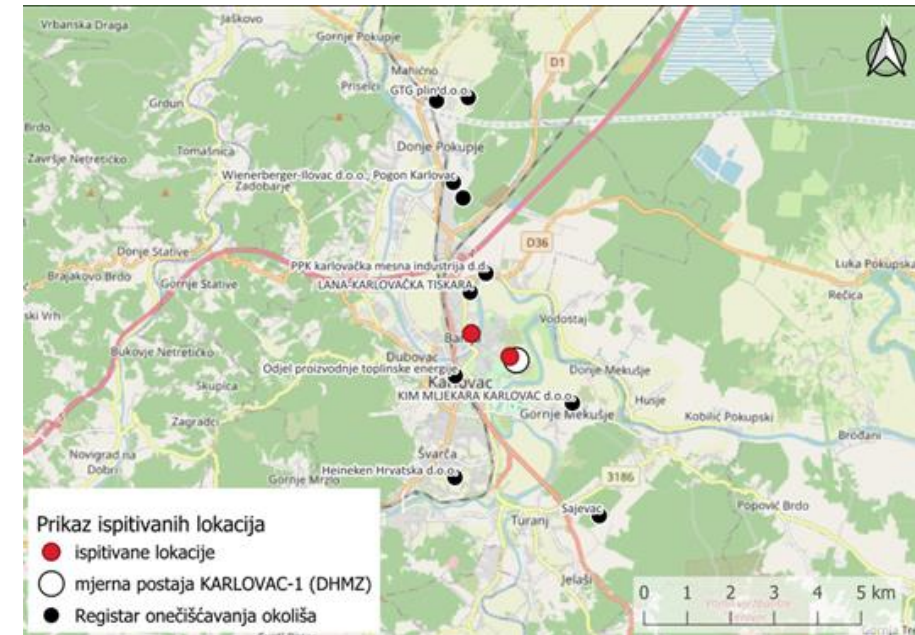 Vrbanska Draga
Jaškovo
Gornje Pokupje
N
D1
Mahično
Priselci
GTG plin d.o.o.
Grdun
Brdo
Tomašnica
Donje Pokupje
Završje Netretičko
Wienerberger-Ilovac d.o.o., Pogon Karlovac
Zadobarje
D36
Donje Stative
PPK karlovačka mesna industrija d.d.
Luka Pokupska
Brajakovo Brdo
Gornje Stative
LANA-KARLOVAČKA TISKARA
Rečica
ski Vrh
Vodostaj
Bukovje Netretičko
Dubovac
Odjel proizvodnje toplinske energije
Donje Mekušje
Skupica
Karlovac
KIM MLJEKARA KARLOVAC d.o.o.
Husje
Zagradci
Gornje Mekušje
Kobilić Pokupski
Brođani
Novigrad na
Dobri
Švarča
Heineken Hrvatska d.o.o.
Gornje Mrzlo
3186
Sajevac
Popović Brdo
Turanj
Jelaši
Prikaz ispitivanih lokacija
ispitivane lokacije
mjerna postaja KARLOVAC-1 (DHMZ)
Registar onečišćavanja okoliša
0 1 2 3 4 5 km